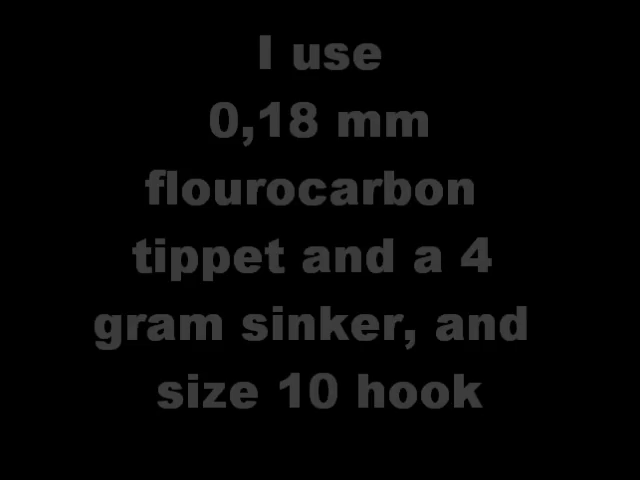 I use
0,18 mm
flourocarbon
tippet and a 4
gram sinker, and
size 10 hook